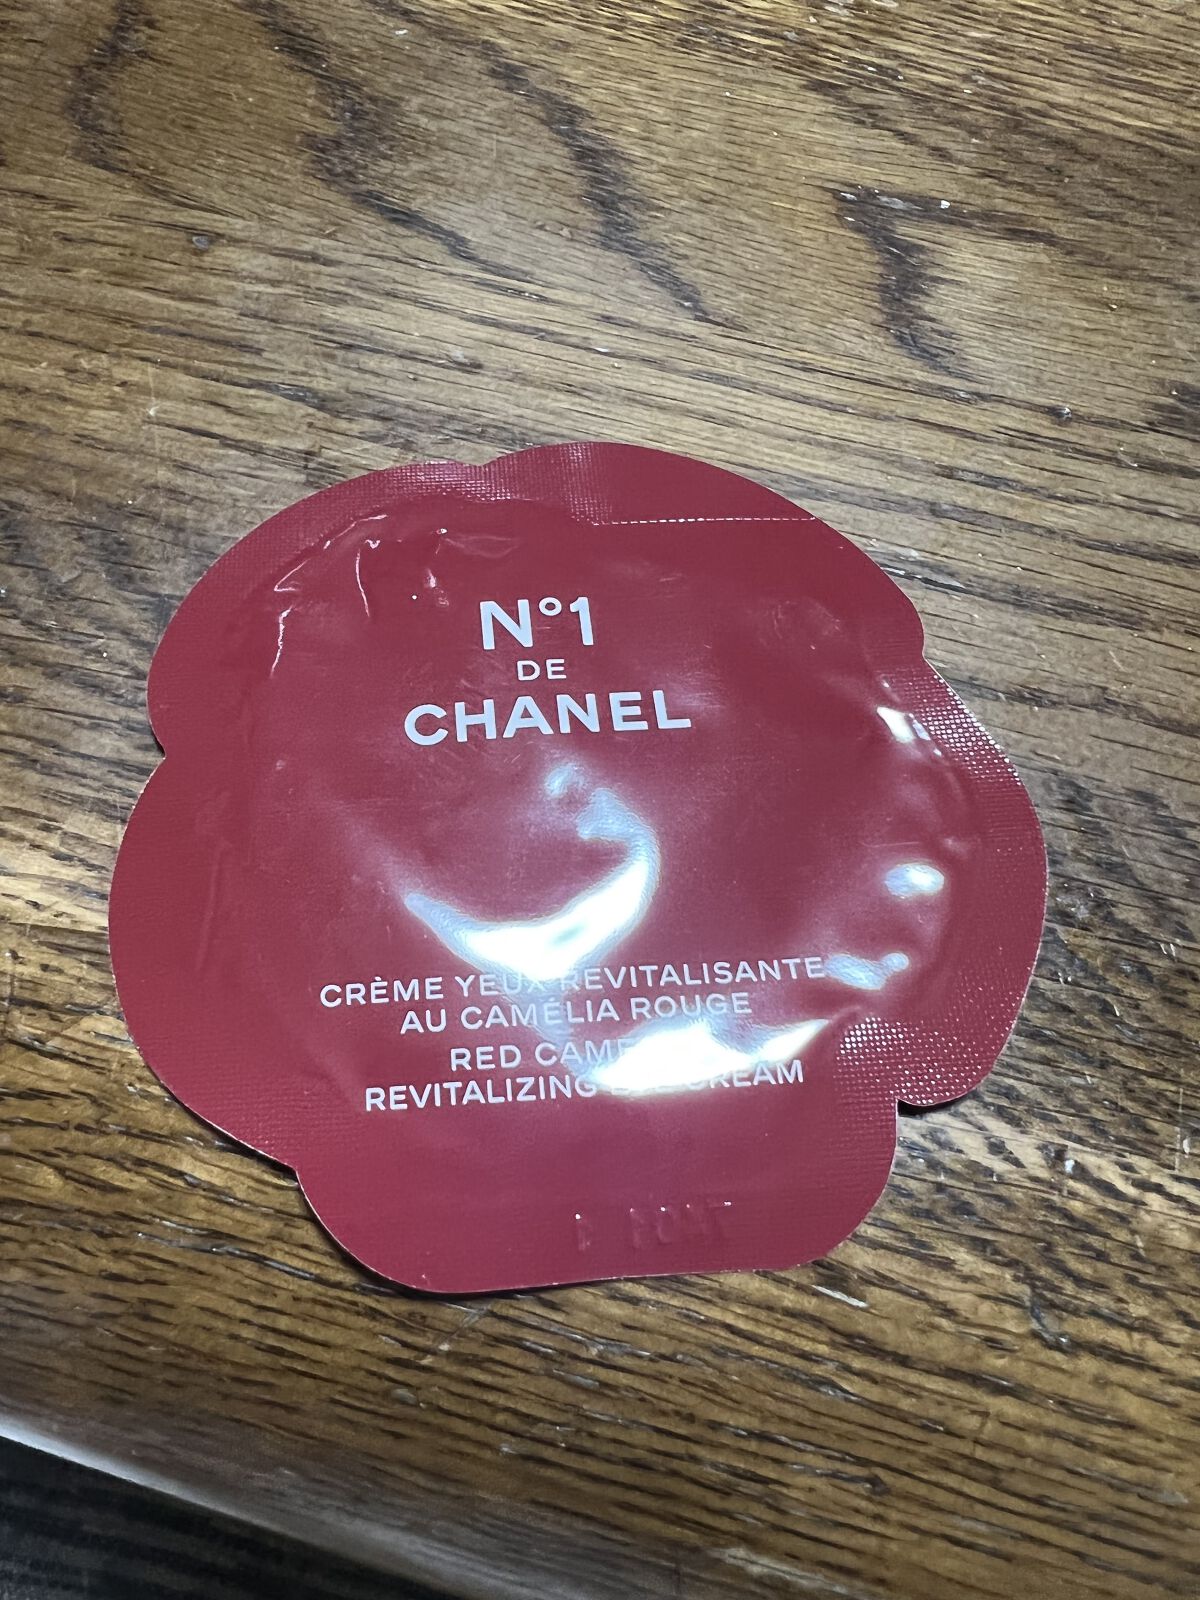 N°1
DE
CHANEL
CRÈME YEUX REVITALISANTE
AU CAMÉLIA ROUGE
RED
REVITALIZING CREAM